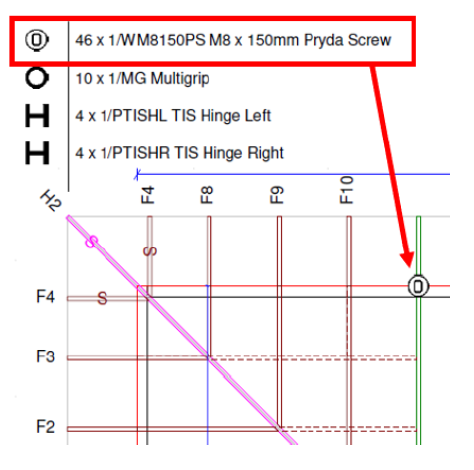 46 x 1/WM8150PS M8 x 150mm Pryda Screw
10 x 1/MG Multigrip
4 x 1/PTISHL TIS Hinge Left
4 x 1/PTISHR TIS Hinge Right
H2
F4
F8
F9
F10
S
S
F4
S
F3
F2